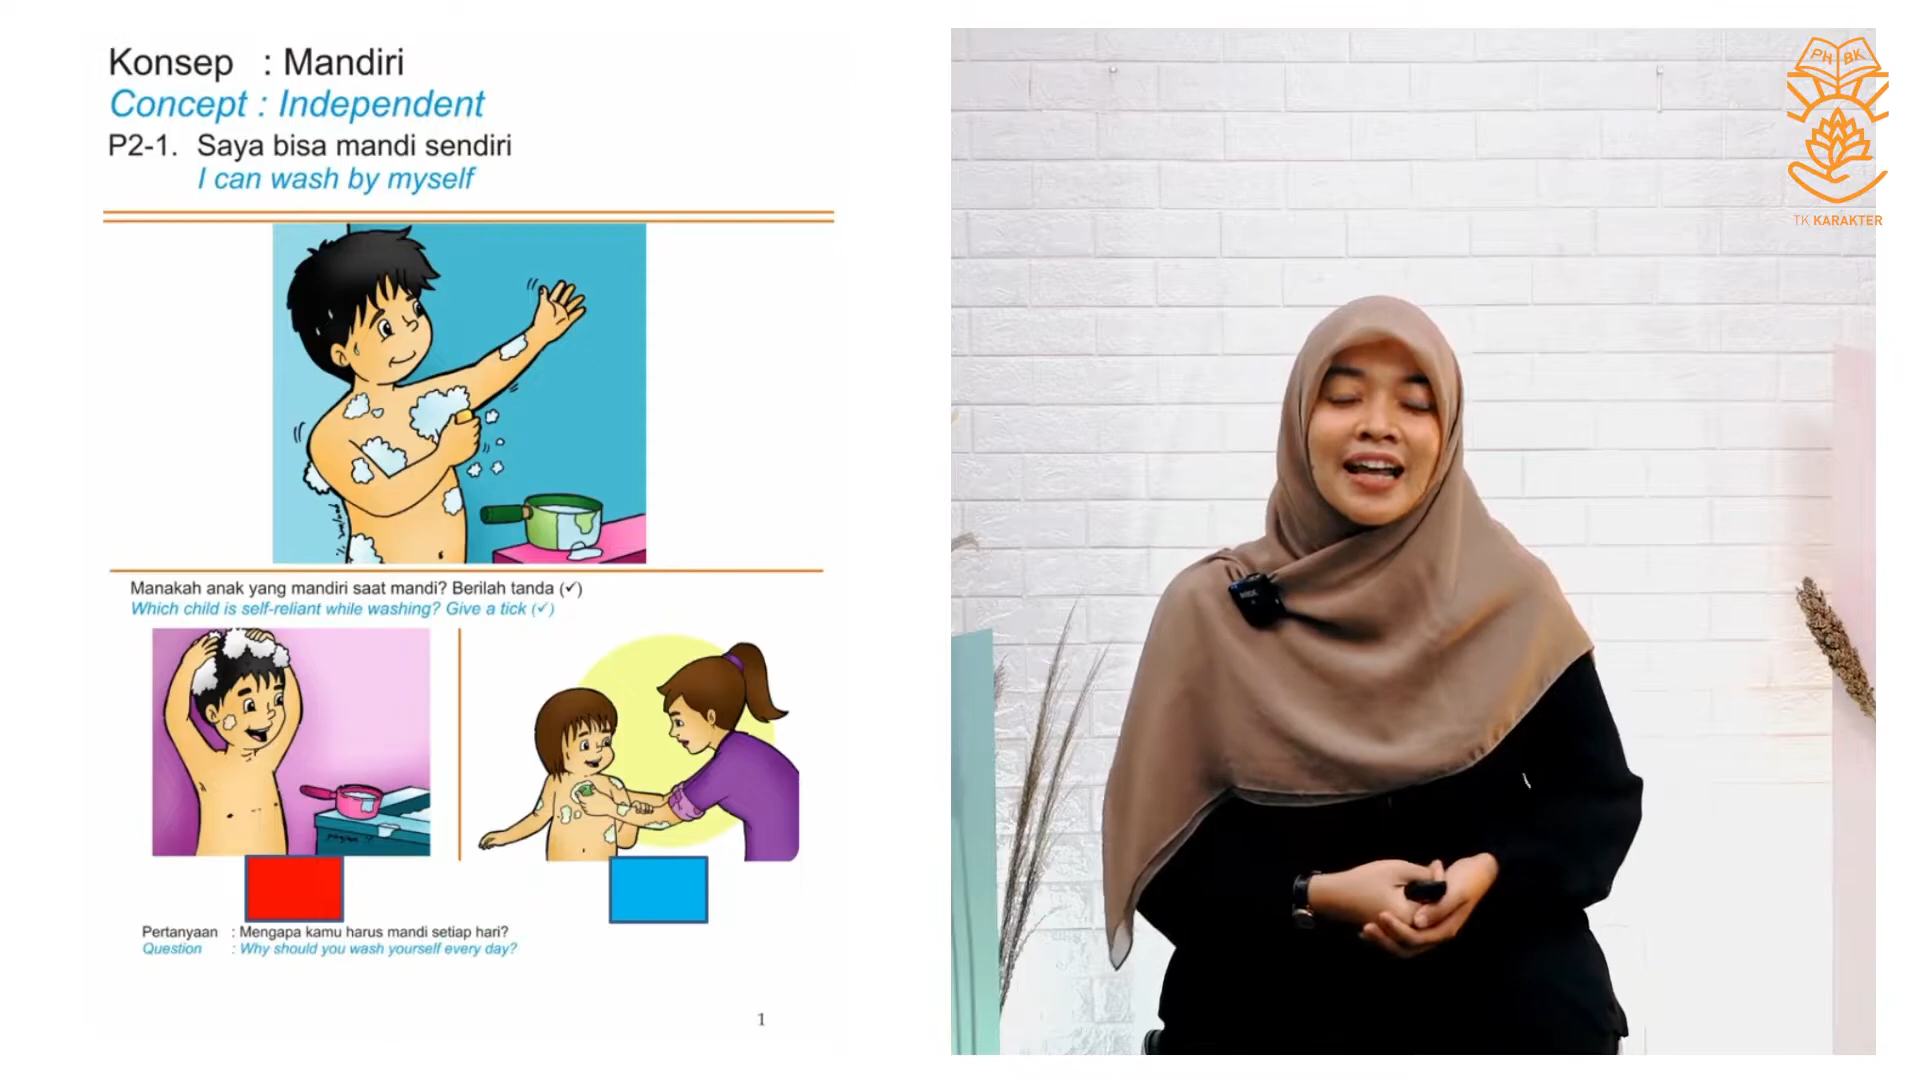 Konsep : Mandiri
Concept : Independent
P2-1. Saya bisa mandi sendiri
I can wash by myself
Manakah anak yang mandiri saat mandi? Berilah tanda (✓)
Which child is self-reliant while washing? Give a tick (✓)
Pertanyaan : Mengapa kamu harus mandi setiap hari?
Question : Why should you wash yourself every day?
1
PH BK
TK KARAKTER